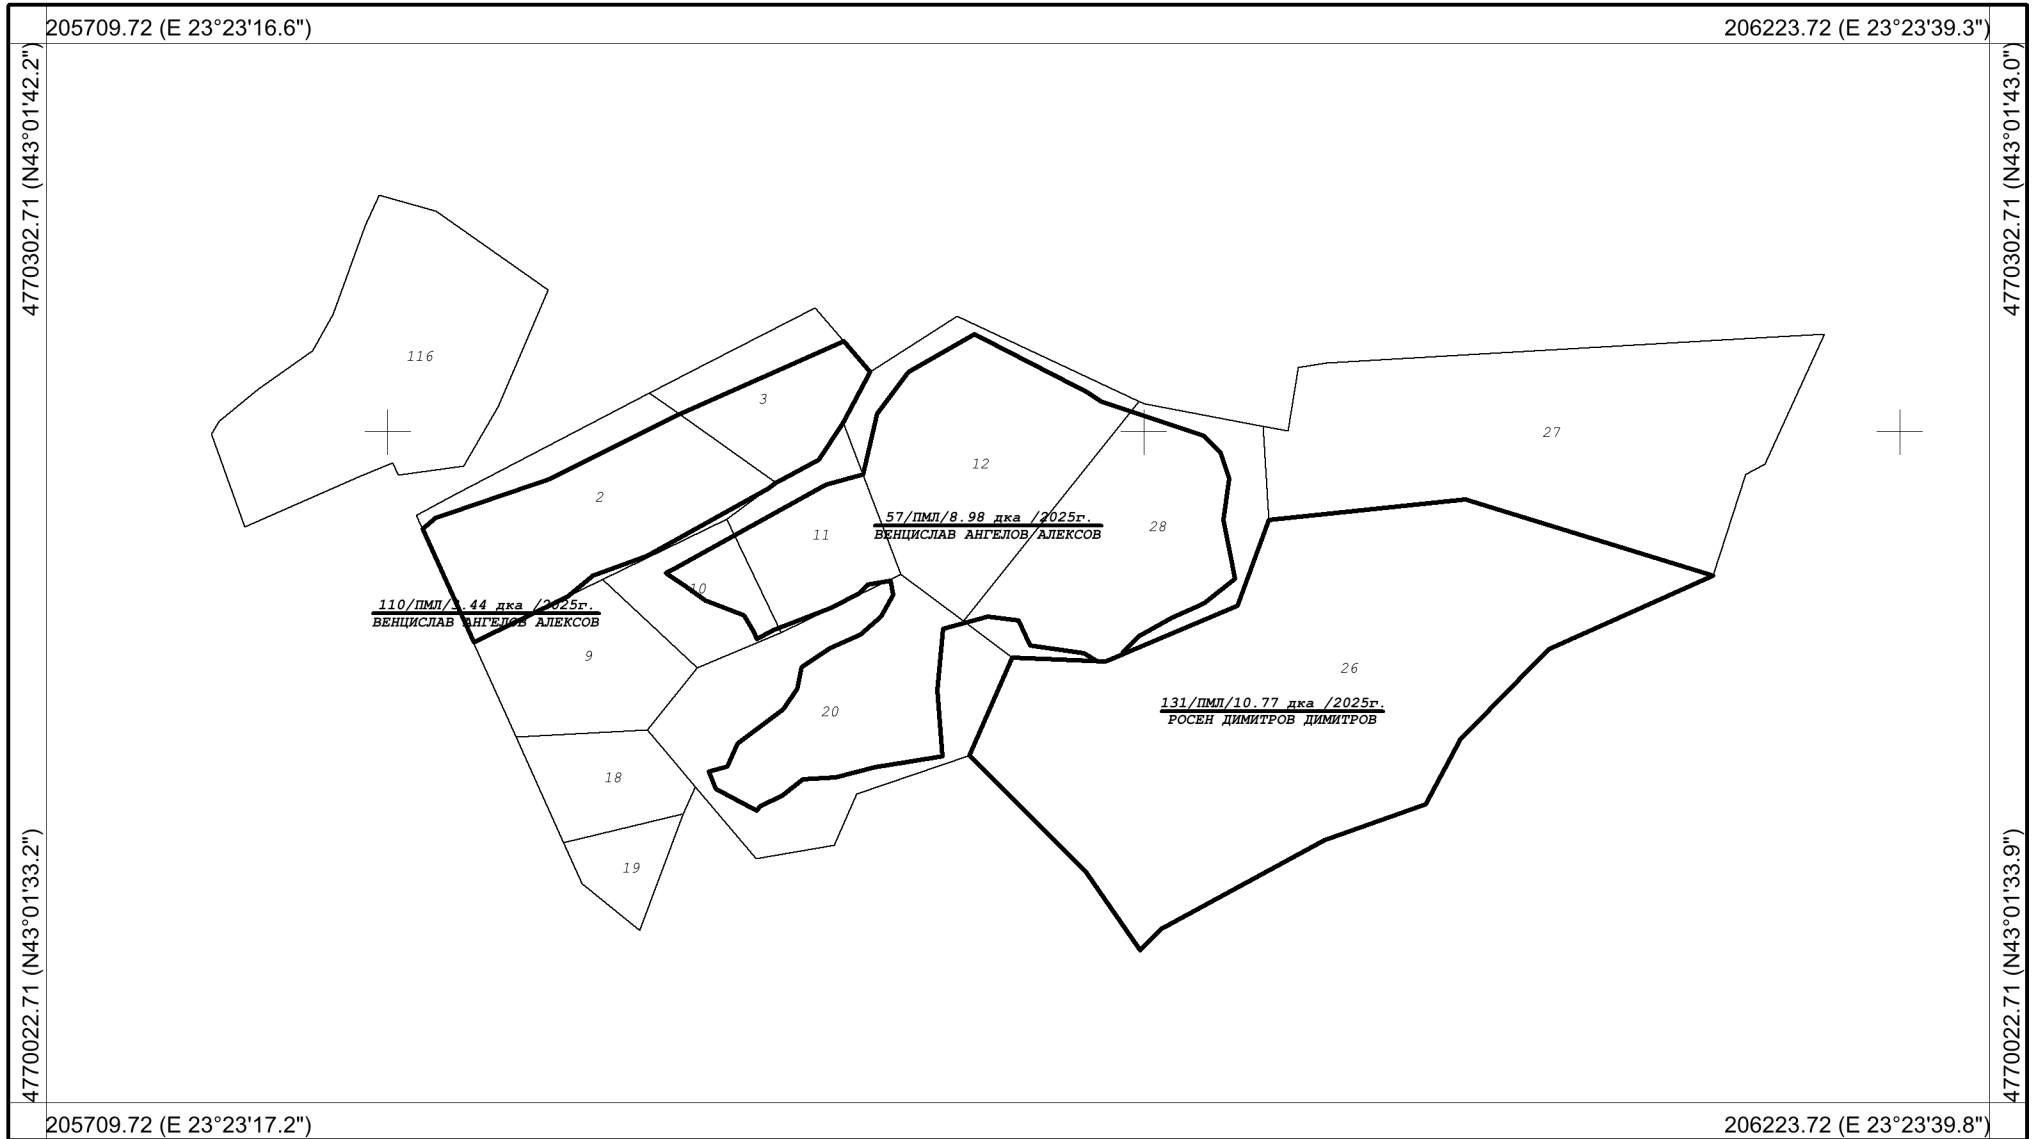 205709.72 (E 23°23'16.6")
206223.72 (E 23°23'39.3")
4770302.71 (N43°01'42.2")
4770302.71 (N43°01'43.0")
116
3
27
12
2
57/ПМЛ/8.98 дка /2025г.
ВЕНЦИСЛАВ АНГЕЛОВ АЛЕКСОВ
28
11
10
110/ПМЛ/3.44 дка /2025г.
ВЕНЦИСЛАВ АНГЕЛОВ АЛЕКСОВ
9
26
131/ПМЛ/10.77 дка /2025г.
РОСЕН ДИМИТРОВ ДИМИТРОВ
20
18
19
4770022.71 (N43°01'33.2")
4770022.71 (N43°01'33.9")
205709.72 (E 23°23'17.2")
206223.72 (E 23°23'39.8")